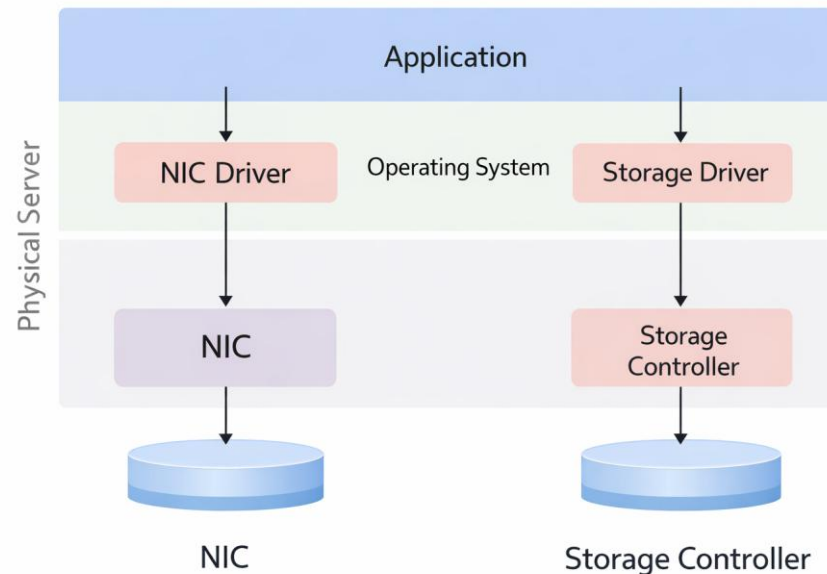 Application
Physical Server
NIC Driver
Operating System
Storage Driver
NIC
Storage
Controller
NIC
Storage Controller